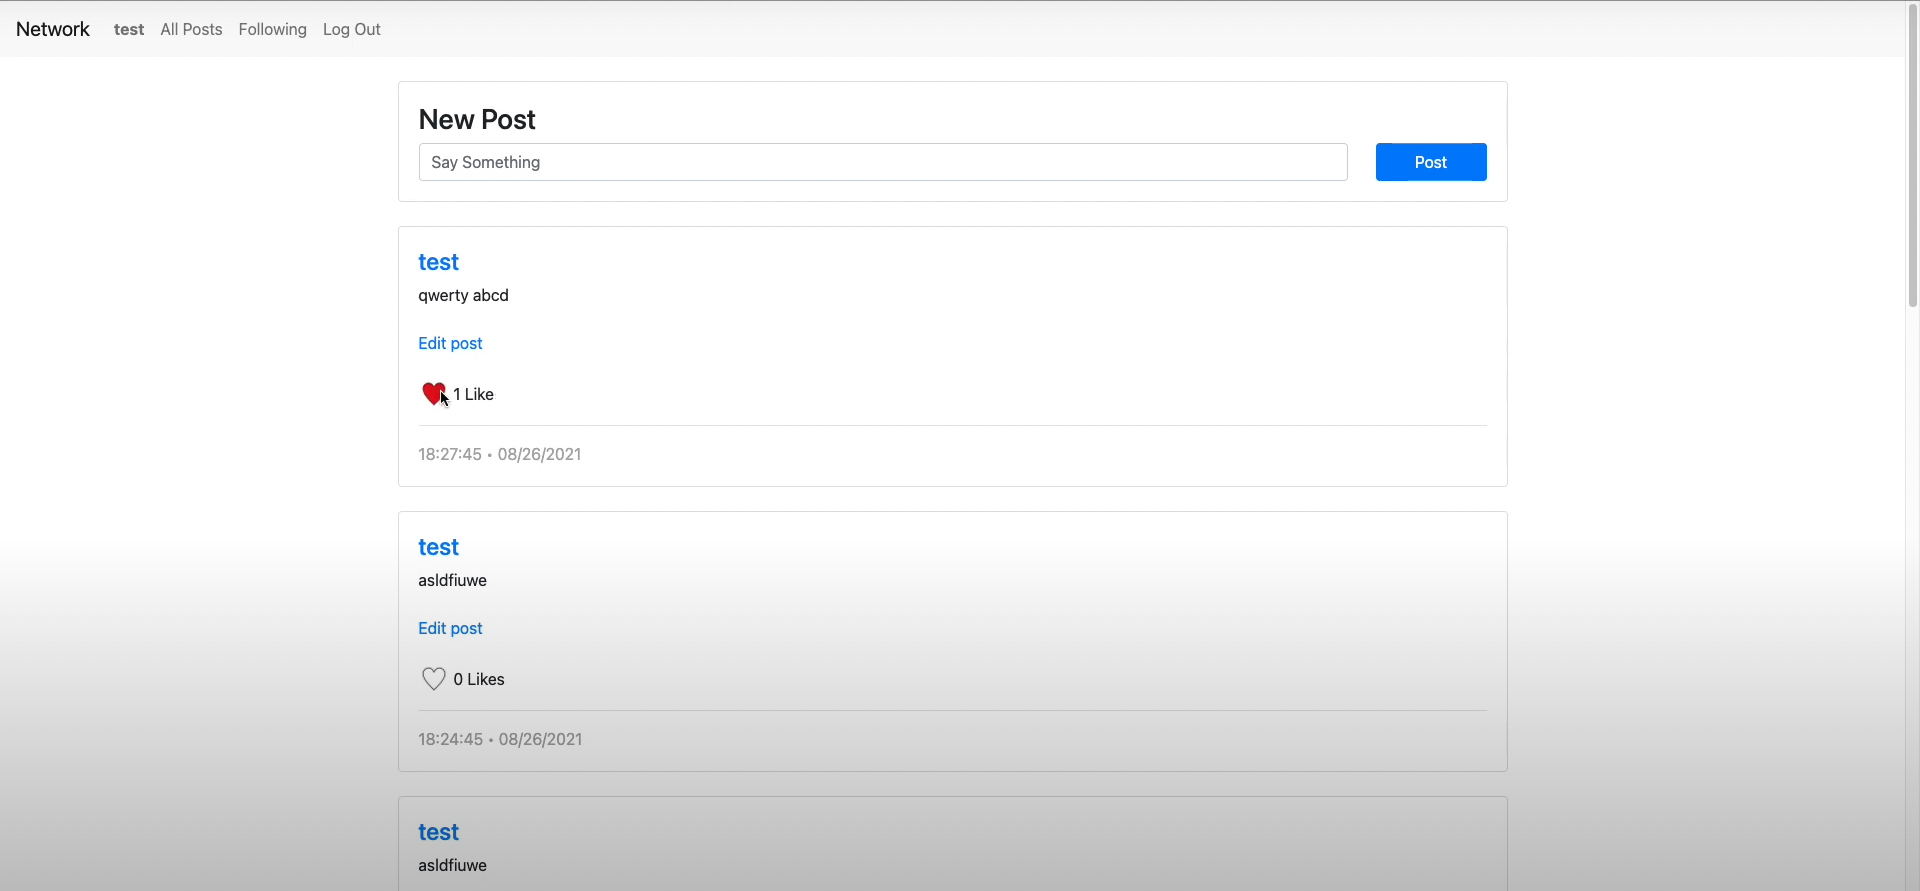 Network test All Posts Following Log Out
New Post
Say Something Post
test
qwerty abcd
Edit post
1 Like
18:27:45 • 08/26/2021
test
asldfiuwe
Edit post
0 Likes
18:24:45 • 08/26/2021
test
asldfiuwe